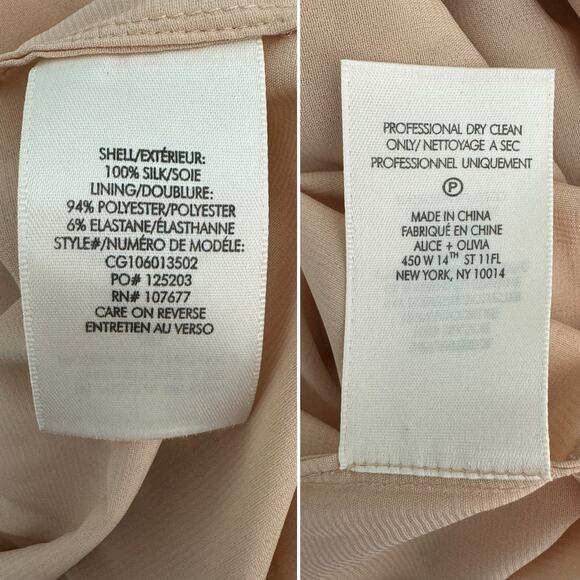 SHELL/EXTÉRIEUR:
100% SILK/SOIE
LINING/DOUBLURE:
94% POLYESTER/POLYESTER
6% ELASTANE/ÉLASTHANNE
STYLE#/NUMÉRO DE MODÉLE:
CG106013502
PO# 125203
RN# 107677
CARE ON REVERSE
ENTRETIEN AU VERSO
PROFESSIONAL DRY CLEAN
ONLY/ NETTOYAGE A SEC
PROFESSIONNEL UNIQUEMENT
P
MADE IN CHINA
FABRIQUÉ EN CHINE
ALICE + OLIVIA
450 W 14TH ST 11FL
NEW YORK, NY 10014